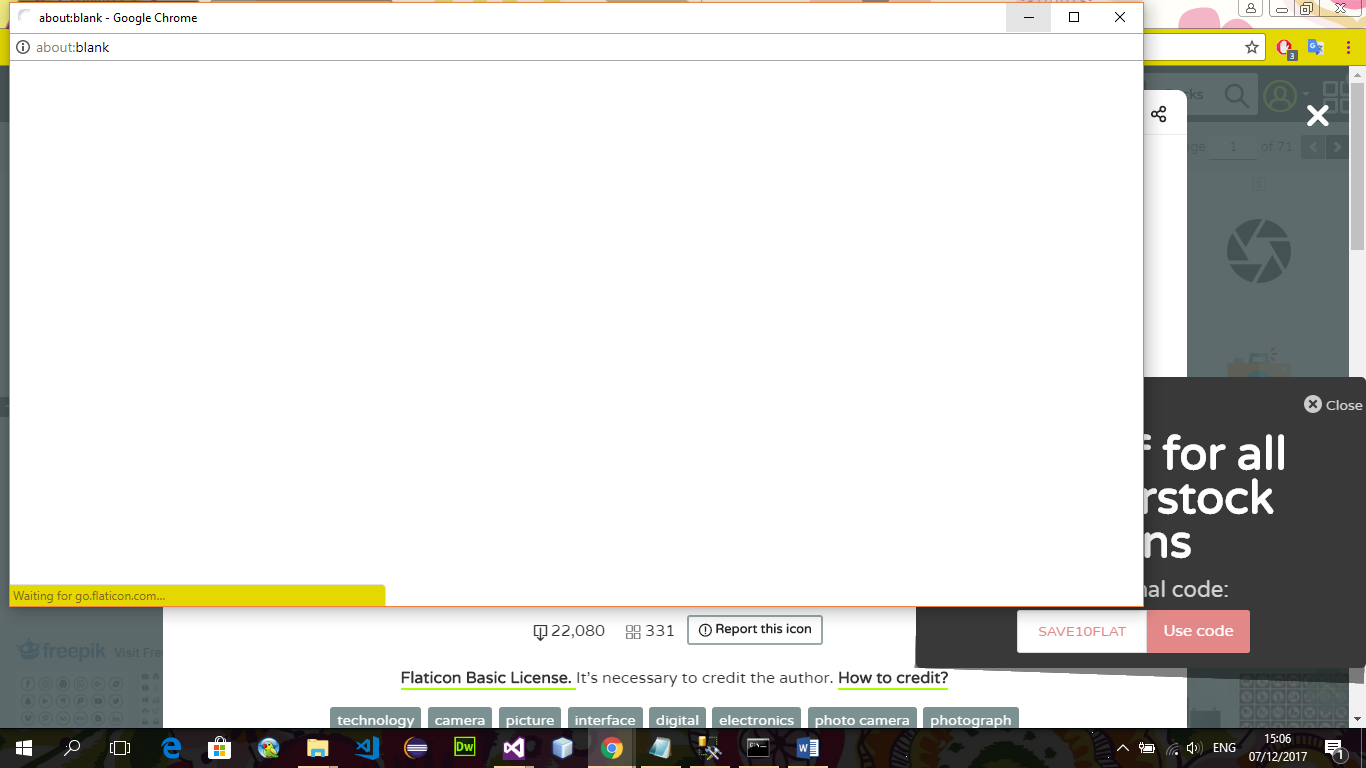 about:blank - Google Chrome
about:blank
3
ks
ge 1 of 71
Close
f for all
rstock
ns
nal code:
SAVE10FLAT Use code
Waiting for go.flaticon.com...
22,080 331 Report this icon
freepik Visit Fre
Flaticon Basic License. It's necessary to credit the author. How to credit?
technology camera picture interface digital electronics photo camera photograph
Dw ENG 15:06
07/12/2017 1